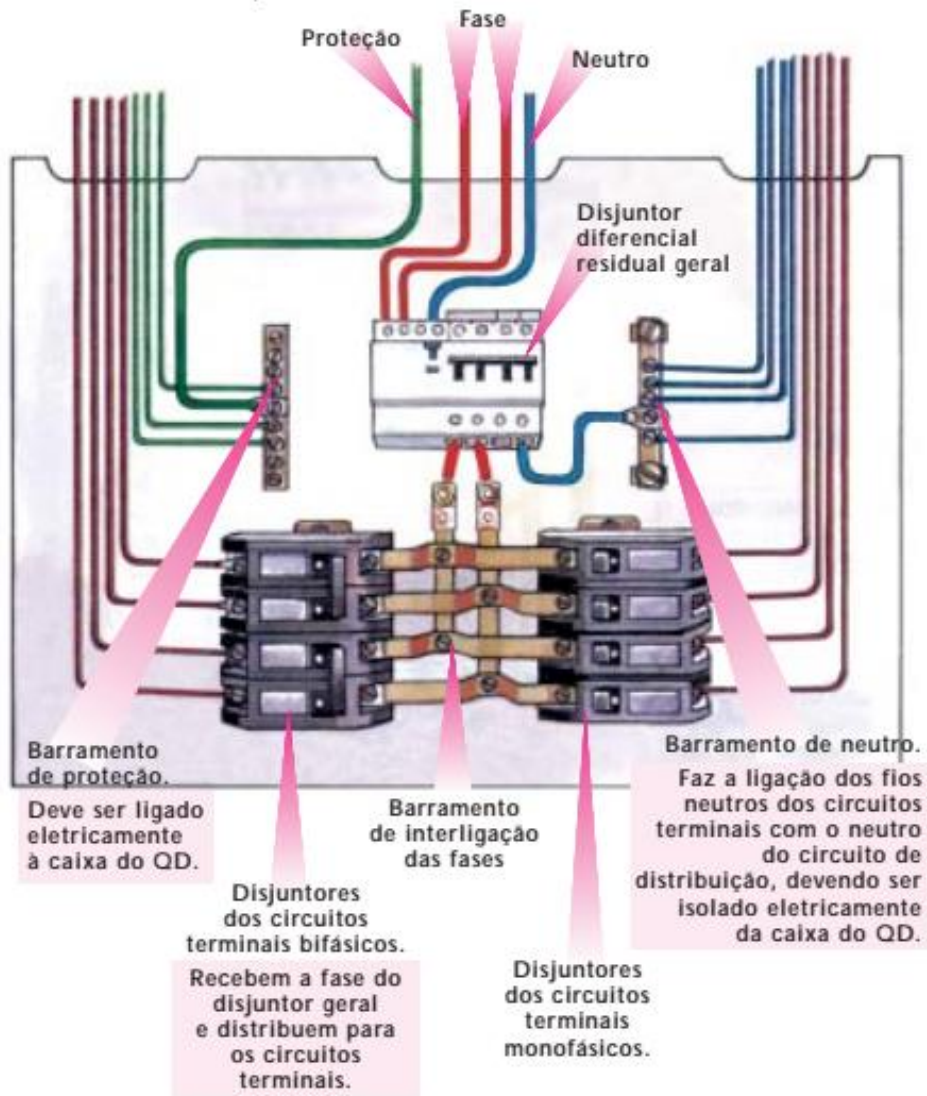 Proteção
Fase
Neutro
Disjuntor
diferencial
residual geral
Barramento
de proteção.
Deve ser ligado
eletricamente
à caixa do QD.
Disjuntores
dos circuitos
terminais bifásicos.
Recebem a fase do
disjuntor geral
e distribuem para
os circuitos
terminais.
Barramento
de interligação
das fases
Disjuntores
dos circuitos
terminais
monofásicos.
Barramento de neutro.
Faz a ligação dos fios
neutros dos circuitos
terminais com o neutro
do circuito de
distribuição, devendo ser
isolado eletricamente
da caixa do QD.